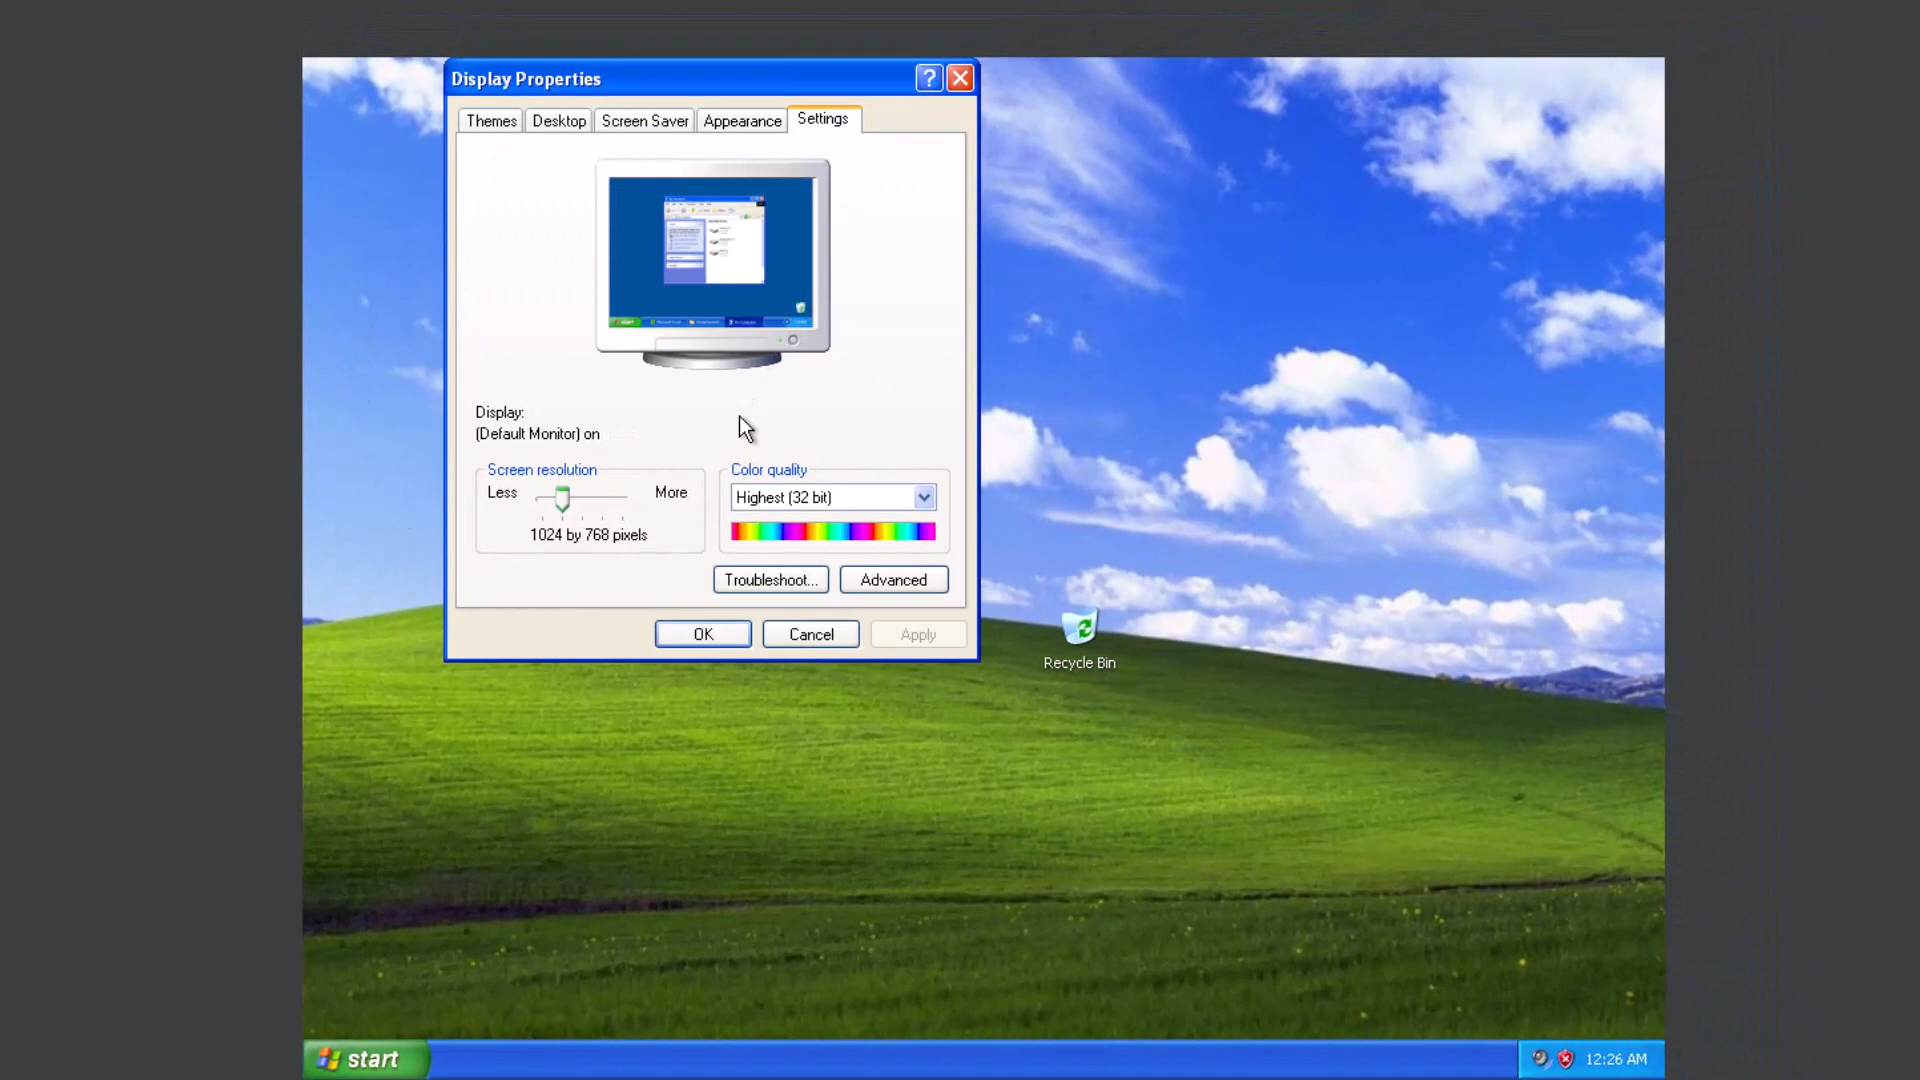 Display Properties
Themes Desktop Screen Saver Appearance Settings
Display:
(Default Monitor) on
Screen resolution
Less More
1024 by 768 pixels
Color quality
Highest (32 bit)
Troubleshoot... Advanced
OK Cancel Apply
Recycle Bin
start
12:26 AM